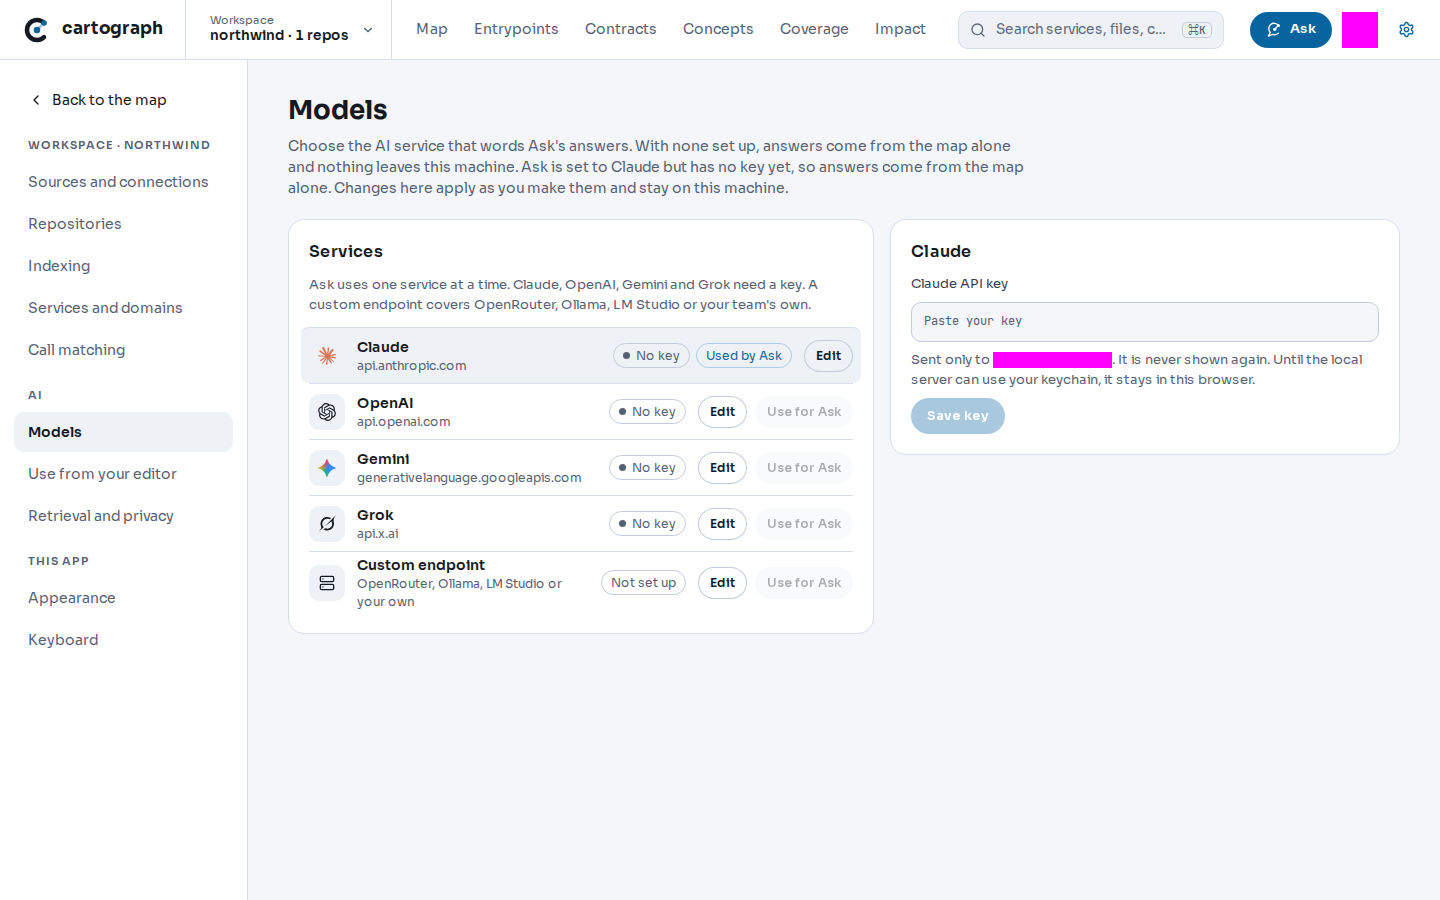 cartograph
Workspace
northwind · 1 repos
Map
Entrypoints
Contracts
Concepts
Coverage
Impact
Search services, files, c...
⌘K
Ask
Back to the map
WORKSPACE · NORTHWIND
Sources and connections
Repositories
Indexing
Services and domains
Call matching
AI
Models
Use from your editor
Retrieval and privacy
THIS APP
Appearance
Keyboard
Models
Choose the AI service that words Ask's answers. With none set up, answers come from the map alone
and nothing leaves this machine. Ask is set to Claude but has no key yet, so answers come from the map
alone. Changes here apply as you make them and stay on this machine.
Services
Ask uses one service at a time. Claude, OpenAI, Gemini and Grok need a key. A
custom endpoint covers OpenRouter, Ollama, LM Studio or your team's own.
Claude
api.anthropic.com
No key
Used by Ask
Edit
OpenAI
api.openai.com
No key
Edit
Use for Ask
Gemini
generativelanguage.googleapis.com
No key
Edit
Use for Ask
Grok
api.x.ai
No key
Edit
Use for Ask
Custom endpoint
OpenRouter, Ollama, LM Studio or
your own
Not set up
Edit
Use for Ask
Claude
Claude API key
Paste your key
Sent only to . It is never shown again. Until the local
server can use your keychain, it stays in this browser.
Save key